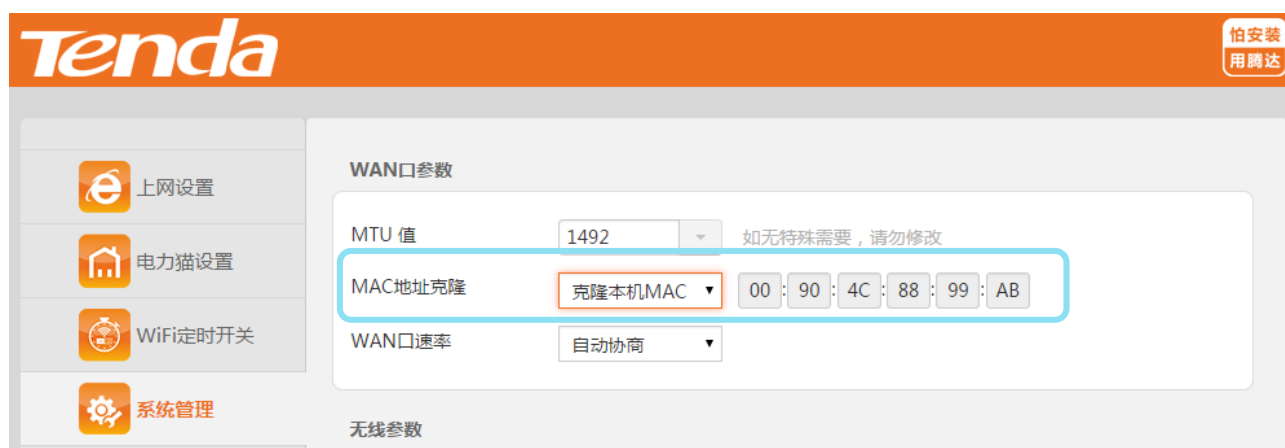 Tenda
怕安装
用腾达
上网设置
电力猫设置
WiFi定时开关
系统管理
WAN口参数
MTU 值 1492 如无特殊需要，请勿修改
MAC地址克隆 克隆本机MAC 00 : 90 : 4C : 88 : 99 : AB
WAN口速率 自动协商
无线参数